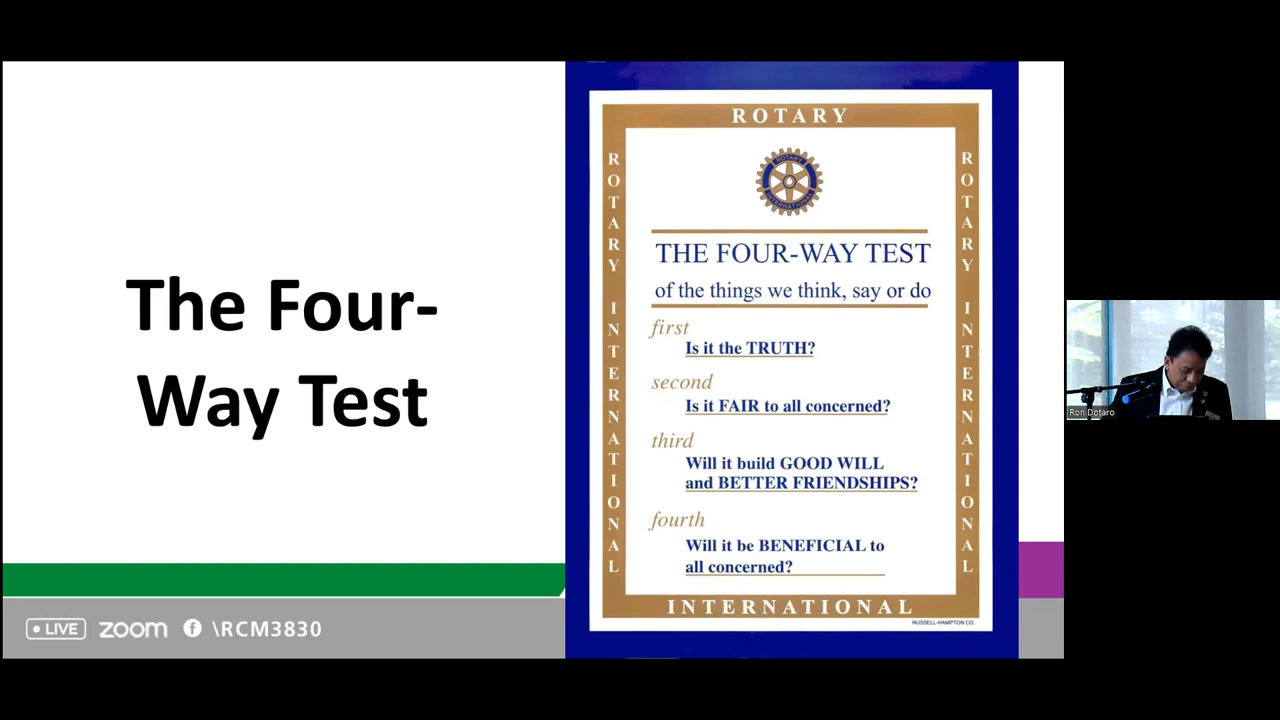 The Four-
Way Test
LIVE zoom f \RCM3830
ROTARY
ROTARY INTERNATIONAL
ROTARY
INTERNATIONAL
THE FOUR-WAY TEST
of the things we think, say or do
first
Is it the TRUTH?
second
Is it FAIR to all concerned?
third
Will it build GOOD WILL
and BETTER FRIENDSHIPS?
fourth
Will it be BENEFICIAL to
all concerned?
ROTARY INTERNATIONAL
INTERNATIONAL
RUSSELL-HAMPTON CO.
Ron Dotaro